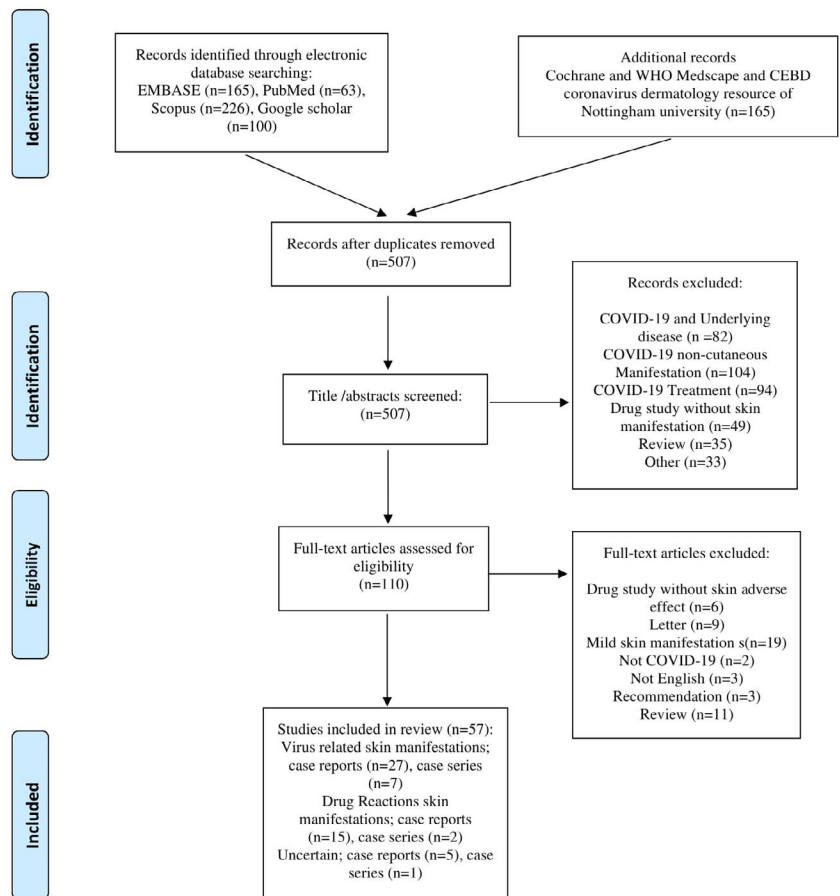 Identification
Records identified through electronic
database searching:
EMBASE (n=165), PubMed (n=63),
Scopus (n=226), Google scholar
(n=100)
Additional records
Cochrane and WHO Medscape and CEBD
coronavirus dermatology resource of
Nottingham university (n=165)
Records after duplicates removed
(n=507)
Identification
Title /abstracts screened:
(n=507)
Records excluded:
COVID-19 and Underlying
disease (n =82)
COVID-19 non-cutaneous
Manifestation (n=104)
COVID-19 Treatment (n=94)
Drug study without skin
manifestation (n=49)
Review (n=35)
Other (n=33)
Eligibility
Full-text articles assessed for
eligibility
(n=110)
Full-text articles excluded:
Drug study without skin adverse
effect (n=6)
Letter (n=9)
Mild skin manifestation s(n=19)
Not COVID-19 (n=2)
Not English (n=3)
Recommendation (n=3)
Review (n=11)
Included
Studies included in review (n=57):
Virus related skin manifestations;
case reports (n=27), case series
(n=7)
Drug Reactions skin
manifestations; case reports
(n=15), case series (n=2)
Uncertain; case reports (n=5), case
series (n=1)